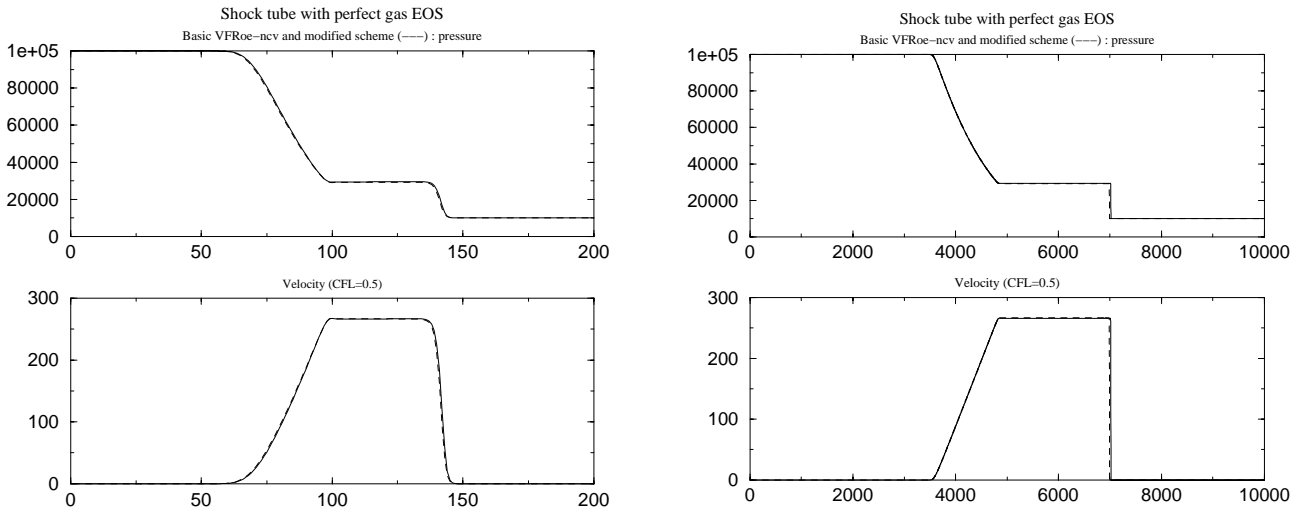 Shock tube with perfect gas EOS
Basic VFRoe−ncv and modified scheme (−−−) : pressure
1e+05
80000
60000
40000
20000
0
0 50 100 150 200
Velocity (CFL=0.5)
300
200
100
0
0 50 100 150 200
Shock tube with perfect gas EOS
Basic VFRoe−ncv and modified scheme (−−−) : pressure
1e+05
80000
60000
40000
20000
0
0 2000 4000 6000 8000 10000
Velocity (CFL=0.5)
300
200
100
0
0 2000 4000 6000 8000 10000